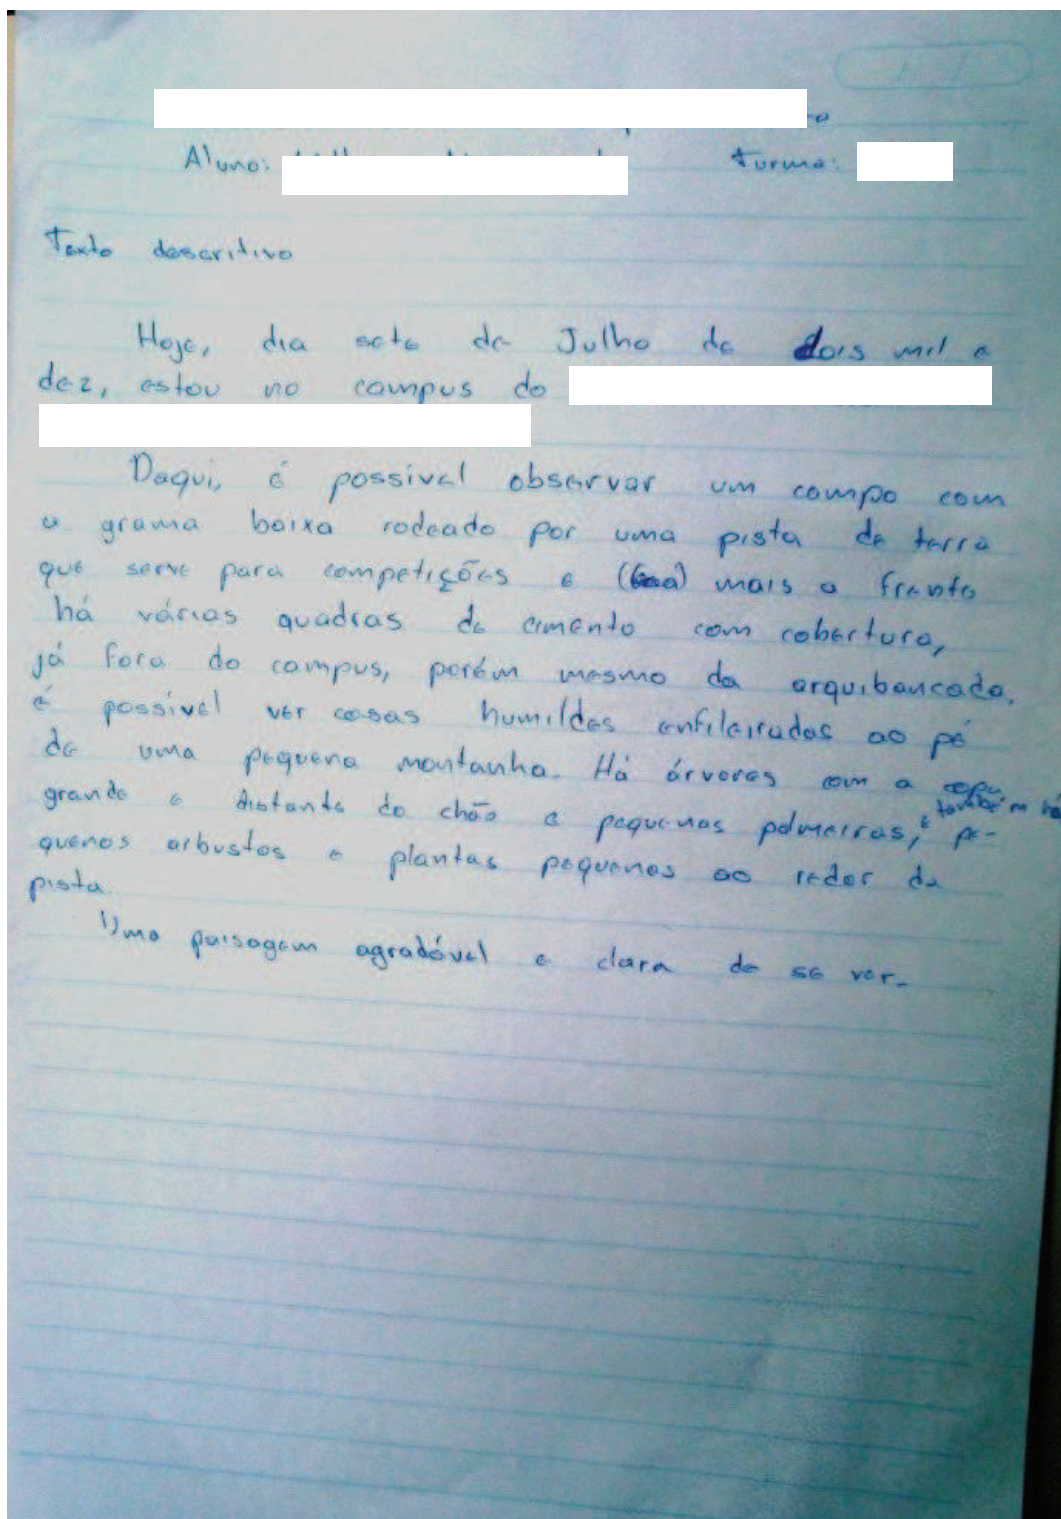 Aluno: Turma:
Texto descritivo
Hoje, dia sete de Julho de dois mil e
dez, estou no campus do
Daqui, é possível observar um campo com
a grama baixa rodeado por uma pista de terra
que serve para competições e mais a frente
há várias quadras de cimento com cobertura,
já fora do campus, porém mesmo da arquibancada,
é possível ver casas humildes enfileiradas ao pé
de uma pequena montanha. Há árvores com a copa
grande e distante do chão e pequenas palmeiras, e também há pe-
quenos arbustos e plantas pequenas ao redor da
pista
Uma paisagem agradável e clara de se ver.